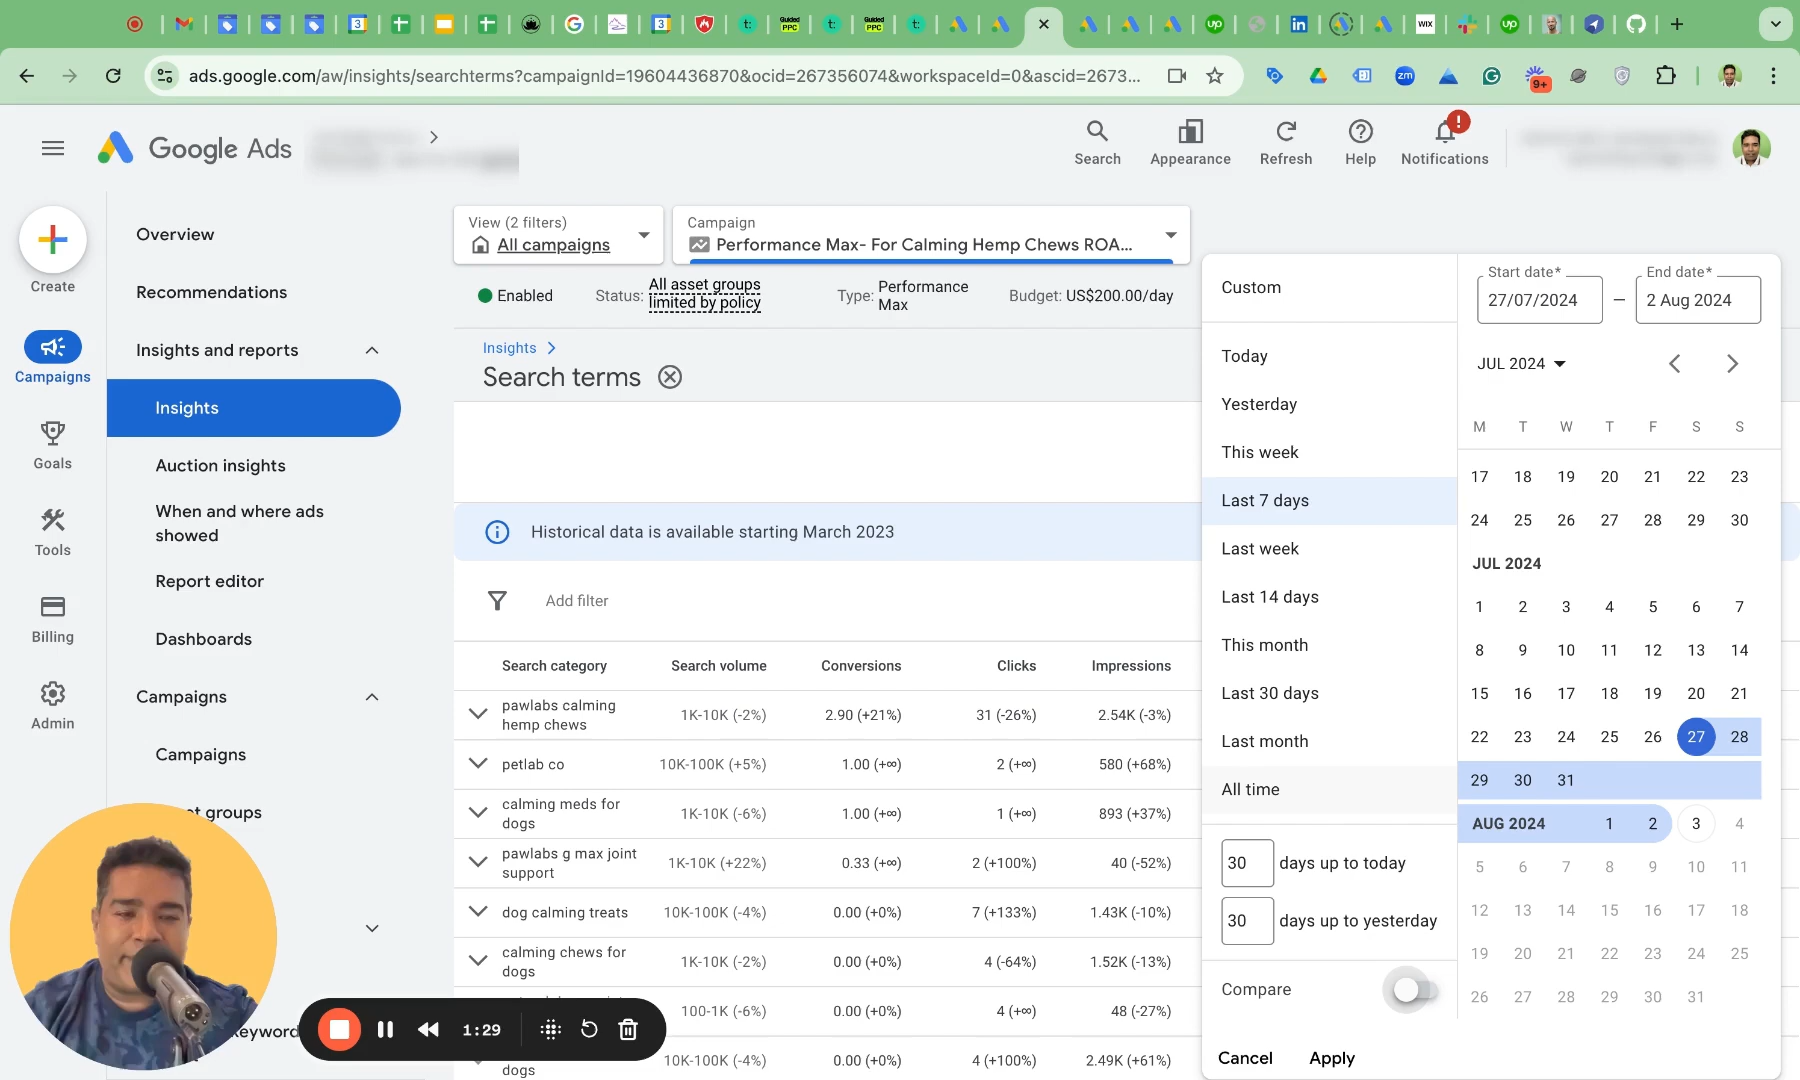 ads.google.com/aw/insights/searchterms?campaignId=19604436870&ocid=267356074&workspaceId=0&ascid=2673...
Google Ads
Search
Appearance
Refresh
Help
Notifications
Create
Campaigns
Goals
Tools
Billing
Admin
Overview
Recommendations
Insights and reports
Insights
Auction insights
When and where ads
showed
Report editor
Dashboards
Campaigns
Campaigns
groups
View (2 filters)
All campaigns
Campaign
Performance Max- For Calming Hemp Chews ROA...
Enabled
Status: All asset groups
limited by policy
Type: Performance
Max
Budget: US$200.00/day
Insights
Search terms
Historical data is available starting March 2023
Add filter
Search category Search volume Conversions Clicks Impressions
pawlabs calming
hemp chews
1K-10K (-2%) 2.90 (+21%) 31 (-26%) 2.54K (-3%)
petlab co 10K-100K (+5%) 1.00 (+∞) 2 (+∞) 580 (+68%)
calming meds for
dogs
1K-10K (-6%) 1.00 (+∞) 1 (+∞) 893 (+37%)
pawlabs g max joint
support
1K-10K (+22%) 0.33 (+∞) 2 (+100%) 40 (-52%)
dog calming treats 10K-100K (-4%) 0.00 (+0%) 7 (+133%) 1.43K (-10%)
calming chews for
dogs
1K-10K (-2%) 0.00 (+0%) 4 (-64%) 1.52K (-13%)
100-1K (-6%) 0.00 (+0%) 4 (+∞) 48 (-27%)
dogs
10K-100K (-4%) 0.00 (+0%) 4 (+100%) 2.49K (+61%)
1:29
Custom
Today
Yesterday
This week
Last 7 days
Last week
Last 14 days
This month
Last 30 days
Last month
All time
30 days up to today
30 days up to yesterday
Compare
Cancel Apply
Start date*
27/07/2024
–
End date*
2 Aug 2024
JUL 2024
M T W T F S S
17 18 19 20 21 22 23
24 25 26 27 28 29 30
JUL 2024
1 2 3 4 5 6 7
8 9 10 11 12 13 14
15 16 17 18 19 20 21
22 23 24 25 26 27 28
29 30 31
AUG 2024 1 2 3 4
5 6 7 8 9 10 11
12 13 14 15 16 17 18
19 20 21 22 23 24 25
26 27 28 29 30 31
9+
zm
WIX
Guided
PPC
Guided
PPC